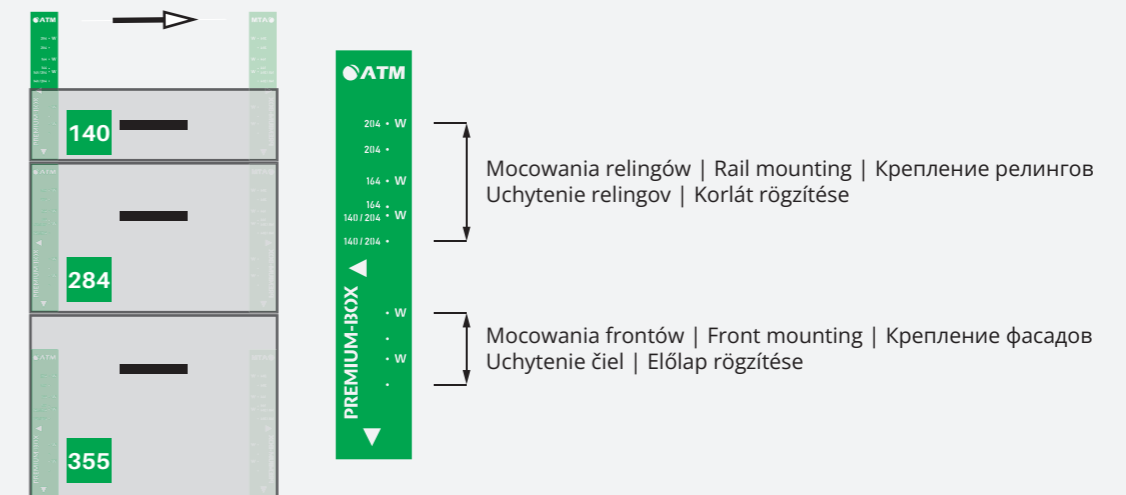 ATM
140
284
355
ATM
204 • W
204 •
164 • W
164 •
140 / 204 • W
140 / 204 •
PREMIUM-BOX
• W
• W
Mocowania relingów | Rail mounting | Крепление релингов
Uchytenie relingov | Korlát rögzítése
Mocowania frontów | Front mounting | Крепление фасадов
Uchytenie čiel | Előlap rögzítése